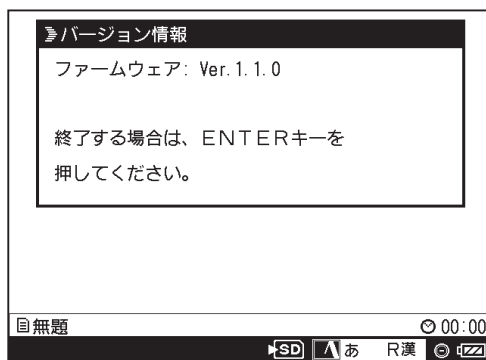 バージョン情報
ファームウェア: Ver.1.1.0
終了する場合は、ENTERキーを
押してください。
無題 00:00
SD A あ R漢